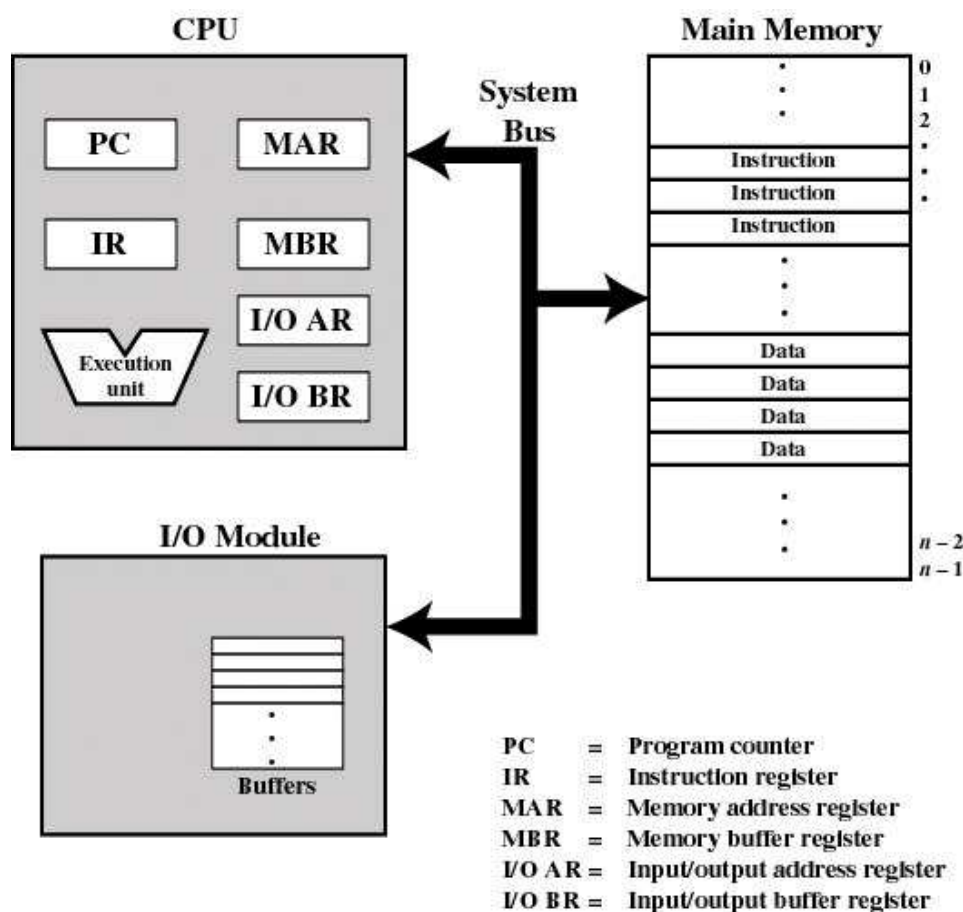 CPU
Main Memory
System
Bus
PC
MAR
IR
MBR
I/O AR
I/O BR
Execution
unit
0
1
2
Instruction
Instruction
Instruction
Data
Data
Data
Data
n – 2
n – 1
I/O Module
Buffers
PC = Program counter
IR = Instruction register
MAR = Memory address register
MBR = Memory buffer register
I/O AR = Input/output address register
I/O BR = Input/output buffer register